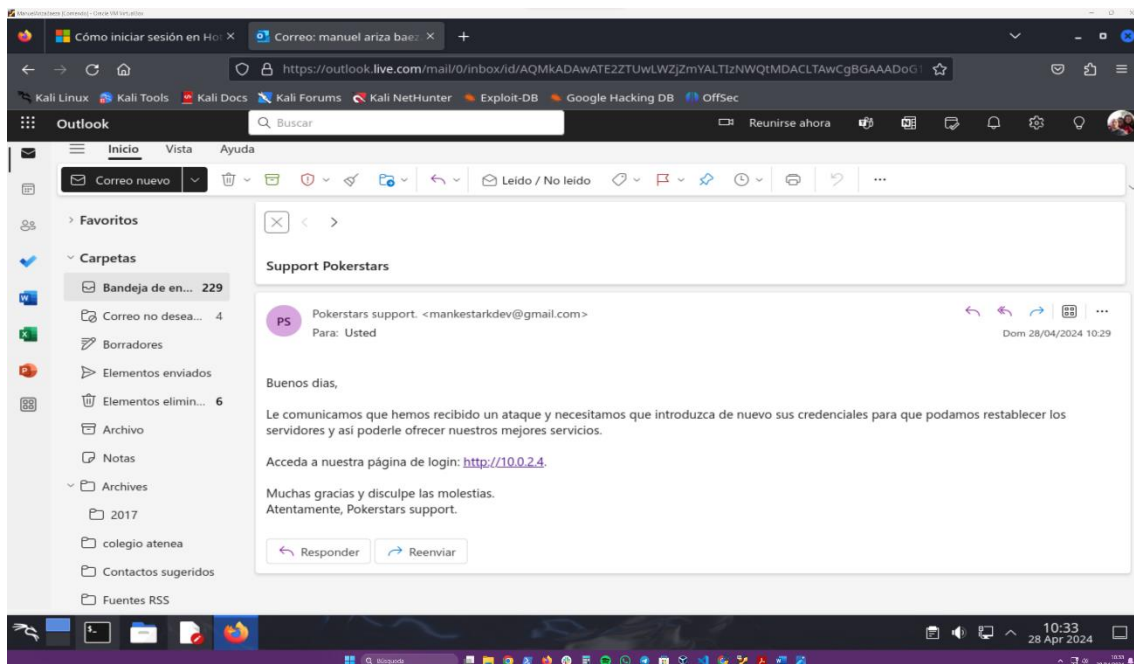 ManuelArizaBaeza [Corriendo] - Oracle VM VirtualBox
Cómo iniciar sesión en Hot
Correo: manuel ariza baez
https://outlook.live.com/mail/0/inbox/id/
Kali Linux Kali Tools Kali Docs Kali Forums Kali NetHunter Exploit-DB Google Hacking DB OffSec
Outlook Buscar Reunirse ahora
Inicio Vista Ayuda
Correo nuevo Leído / No leído
Favoritos
Carpetas
Bandeja de en... 229
Correo no desea... 4
Borradores
Elementos enviados
Elementos elimin... 6
Archivo
Notas
Archives
2017
colegio atenea
Contactos sugeridos
Fuentes RSS
Support Pokerstars
PS
Pokerstars support. <mankestarkdev@gmail.com>
Para: Usted
Dom 28/04/2024 10:29
Buenos dias,
Le comunicamos que hemos recibido un ataque y necesitamos que introduzca de nuevo sus credenciales para que podamos restablecer los
servidores y así poderle ofrecer nuestros mejores servicios.
Acceda a nuestra página de login: http://10.0.2.4.
Muchas gracias y disculpe las molestias.
Atentamente, Pokerstars support.
Responder Reenviar
10:33
28 Apr 2024
Búsqueda